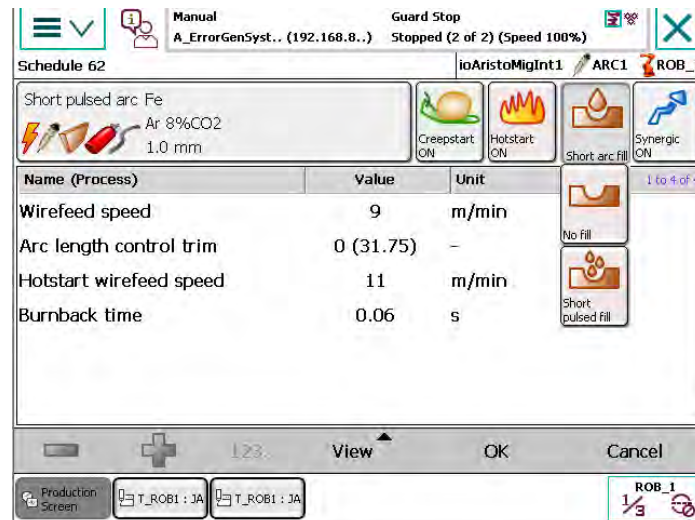 Manual
Guard Stop
A_ErrorGenSyst.. (192.168.8..)
Stopped (2 of 2) (Speed 100%)
Schedule 62
ioAristoMigInt1
ARC1
ROB_
Short pulsed arc Fe
Ar 8%CO2
1.0 mm
Creepstart
ON
Hotstart
ON
Short arc fill
Synergic
ON
Name (Process)
Value
Unit
1 to 4 of
Wirefeed speed
9
m/min
Arc length control trim
0 (31.75)
-
Hotstart wirefeed speed
11
m/min
Burnback time
0.06
s
No fill
Short
pulsed fill
123...
View
OK
Cancel
Production
Screen
T_ROB1 : JA
T_ROB1 : JA
ROB_1
1/3